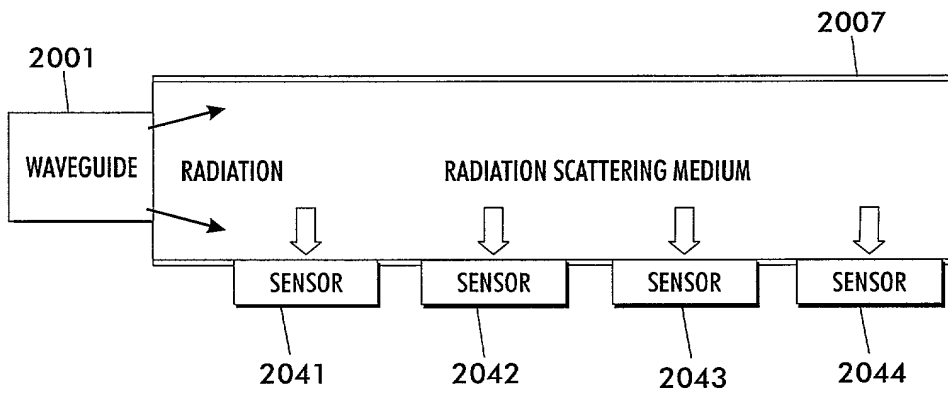 2007
2001
WAVEGUIDE
RADIATION
RADIATION SCATTERING MEDIUM
SENSOR
SENSOR
SENSOR
SENSOR
2041
2042
2043
2044